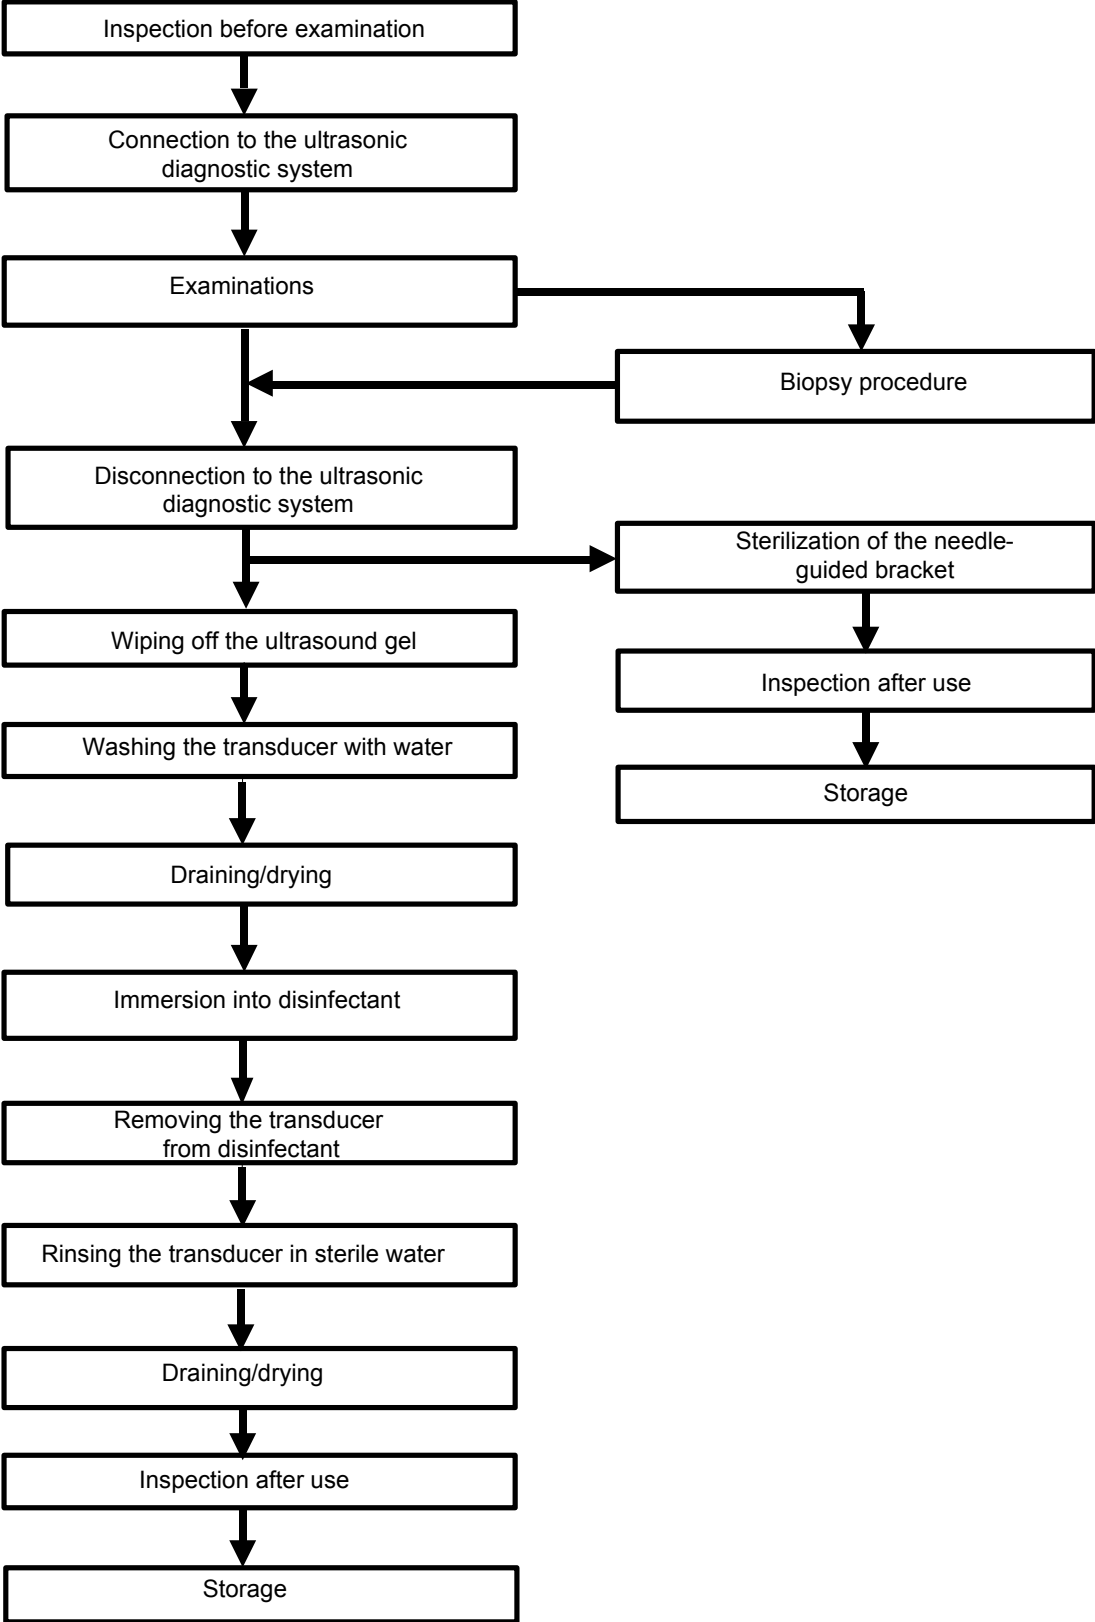 Inspection before examination
Connection to the ultrasonic
diagnostic system
Examinations
Biopsy procedure
Disconnection to the ultrasonic
diagnostic system
Sterilization of the needle-
guided bracket
Wiping off the ultrasound gel
Inspection after use
Washing the transducer with water
Storage
Draining/drying
Immersion into disinfectant
Removing the transducer
from disinfectant
Rinsing the transducer in sterile water
Draining/drying
Inspection after use
Storage